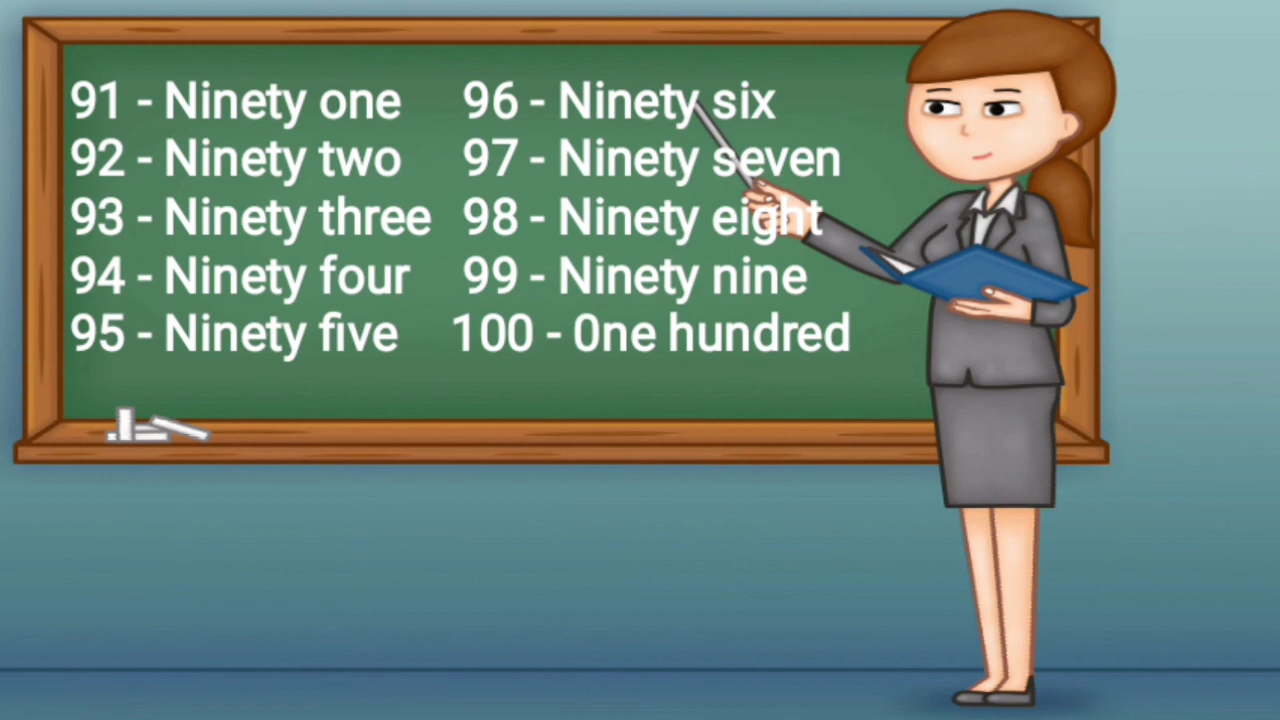 91 - Ninety one
92 - Ninety two
93 - Ninety three
94 - Ninety four
95 - Ninety five
96 - Ninety six
97 - Ninety seven
98 - Ninety eight
99 - Ninety nine
100 - 0ne hundred